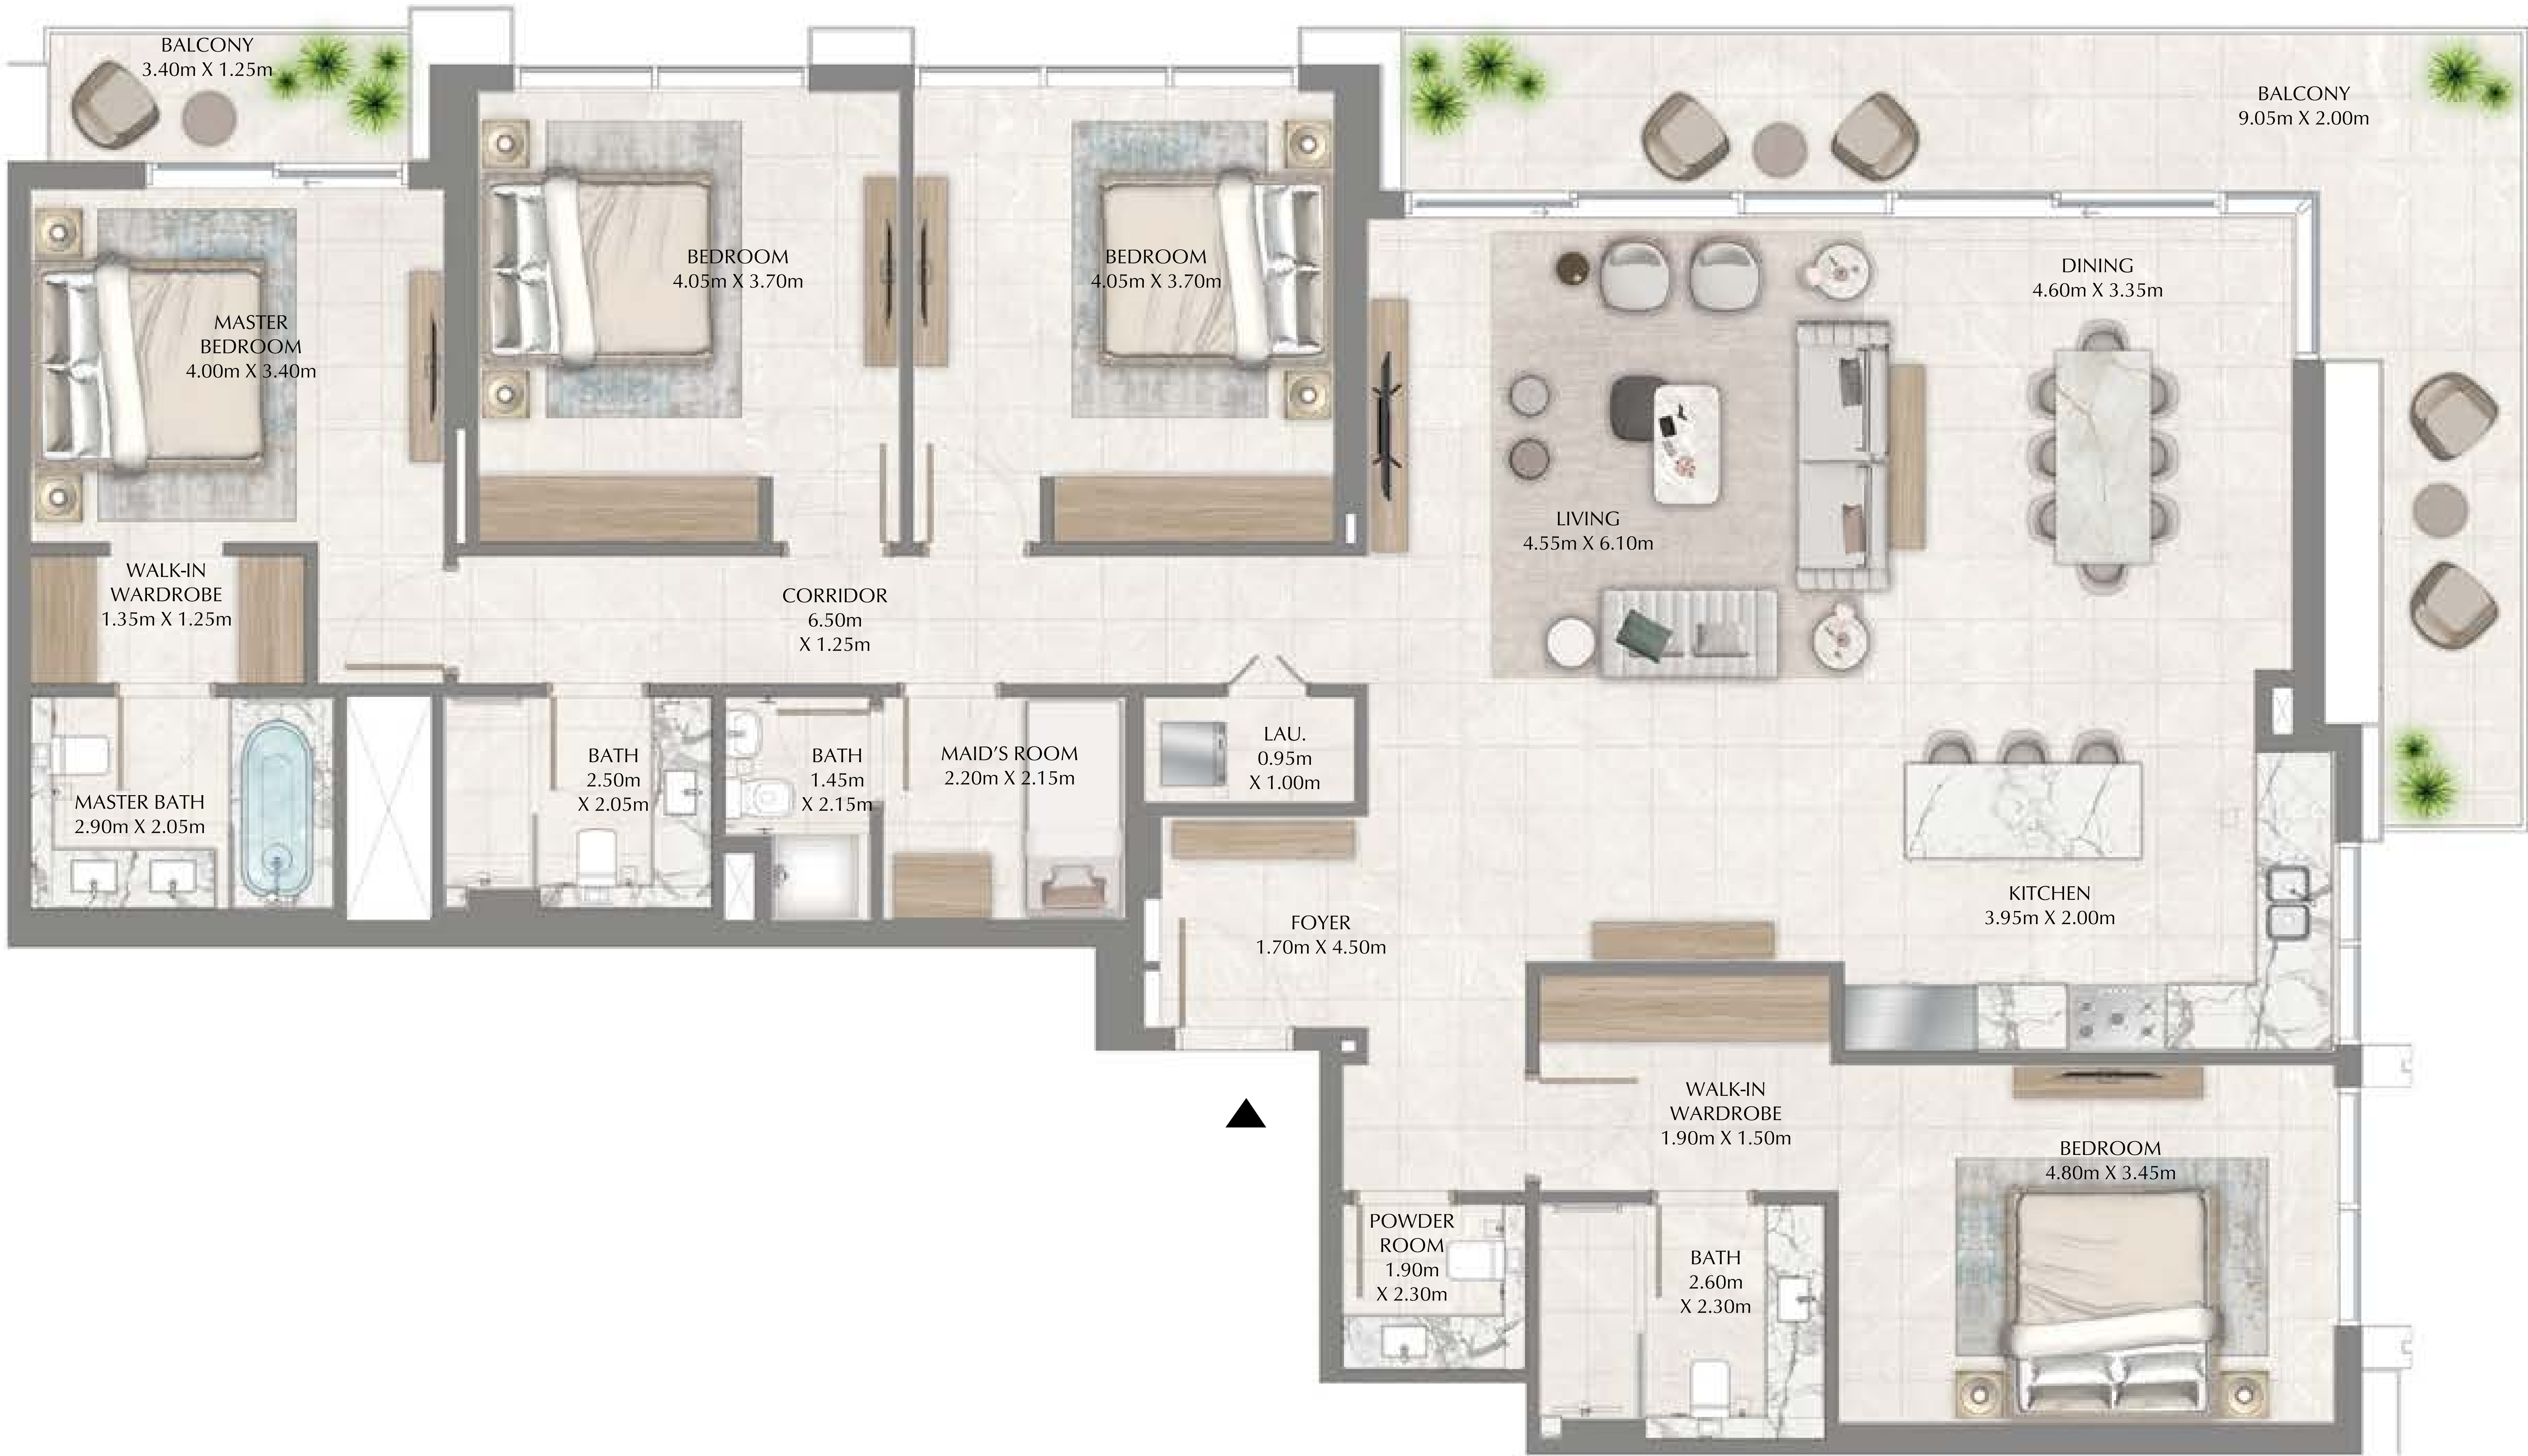 BALCONY
3.40m X 1.25m
BALCONY
9.05m X 2.00m
MASTER
BEDROOM
4.00m X 3.40m
BEDROOM
4.05m X 3.70m
BEDROOM
4.05m X 3.70m
DINING
4.60m X 3.35m
LIVING
4.55m X 6.10m
WALK-IN
WARDROBE
1.35m X 1.25m
CORRIDOR
6.50m
X 1.25m
MASTER BATH
2.90m X 2.05m
BATH
2.50m
X 2.05m
BATH
1.45m
X 2.15m
MAID'S ROOM
2.20m X 2.15m
LAU.
0.95m
X 1.00m
FOYER
1.70m X 4.50m
KITCHEN
3.95m X 2.00m
WALK-IN
WARDROBE
1.90m X 1.50m
BEDROOM
4.80m X 3.45m
POWDER
ROOM
1.90m
X 2.30m
BATH
2.60m
X 2.30m